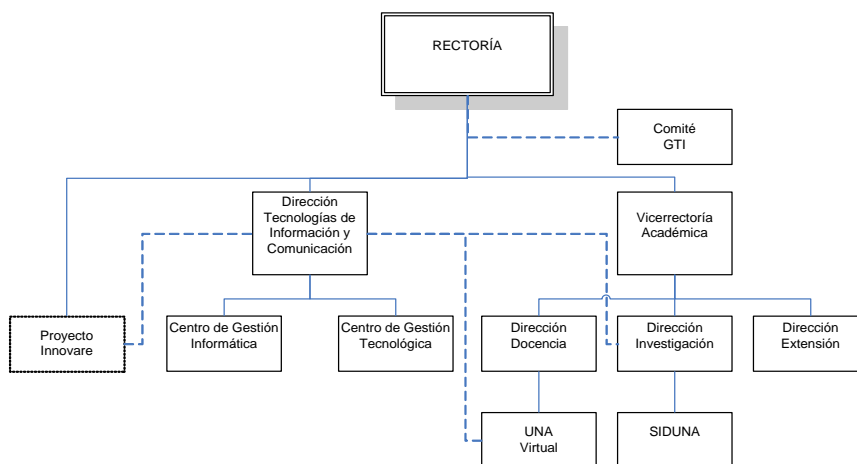 RECTORÍA
Comité
GTI
Dirección
Tecnologías de
Información y
Comunicación
Vicerrectoría
Académica
Proyecto
Innovare
Centro de Gestión
Informática
Centro de Gestión
Tecnológica
Dirección
Docencia
Dirección
Investigación
Dirección
Extensión
UNA
Virtual
SIDUNA